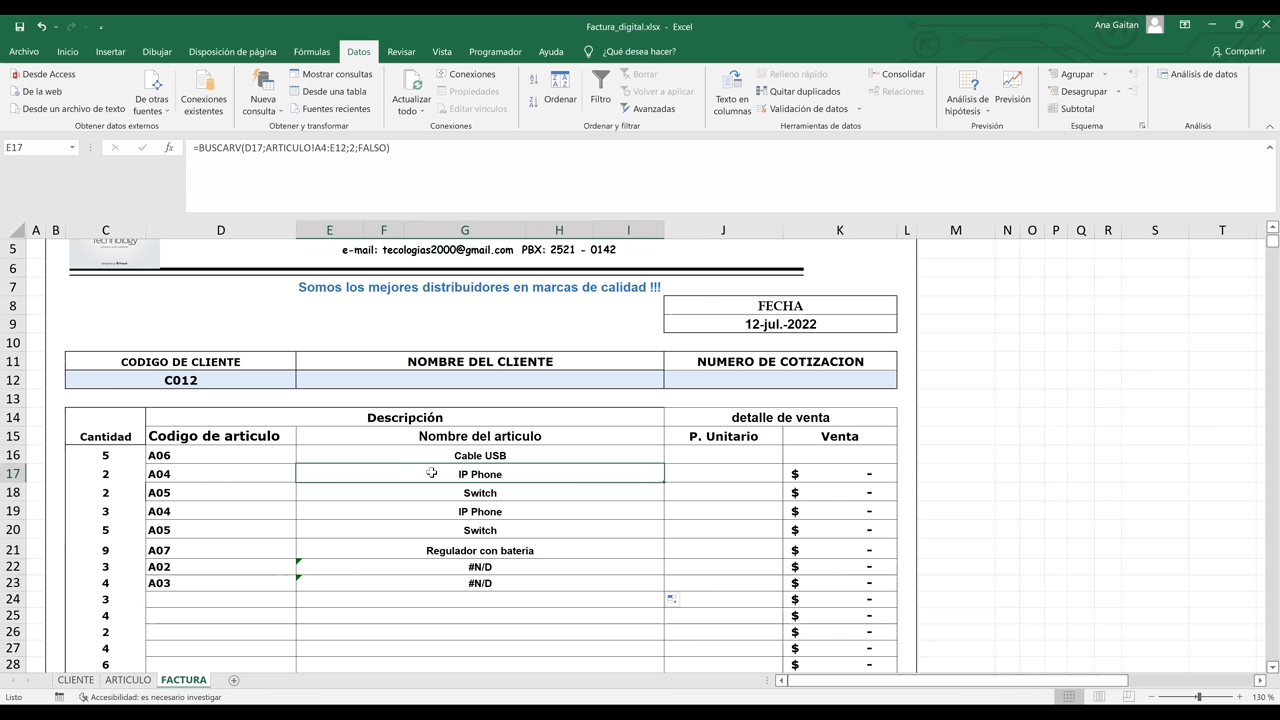 Factura_digital.xlsx - Excel
Ana Gaitan
Archivo Inicio Insertar Dibujar Disposición de página Fórmulas Datos Revisar Vista Programador Ayuda ¿Qué desea hacer? Compartir
Desde Access
De la web
Desde un archivo de texto
De otras fuentes
Conexiones existentes
Obtener datos externos
Nueva consulta
Mostrar consultas
Desde una tabla
Fuentes recientes
Obtener y transformar
Actualizar todo
Conexiones
Propiedades
Editar vínculos
Conexiones
Ordenar
Filtro
Borrar
Volver a aplicar
Avanzadas
Ordenar y filtrar
Texto en columnas
Relleno rápido
Quitar duplicados
Validación de datos
Consolidar
Relaciones
Herramientas de datos
Análisis de hipótesis
Previsión
Previsión
Agrupar
Desagrupar
Subtotal
Esquema
Análisis de datos
Análisis
E17 fx =BUSCARV(D17;ARTICULO!A4:E12;2;FALSO)
A B C D E F G H I J K L M N O P Q R S T
5 e-mail: tecologias2000@gmail.com PBX: 2521 - 0142
6
7 Somos los mejores distribuidores en marcas de calidad !!!
8 FECHA
9 12-jul.-2022
10
11 CODIGO DE CLIENTE NOMBRE DEL CLIENTE NUMERO DE COTIZACION
12 C012
13
14 Descripción detalle de venta
15 Cantidad Codigo de articulo Nombre del articulo P. Unitario Venta
16 5 A06 Cable USB
17 2 A04 IP Phone $ -
18 2 A05 Switch $ -
19 3 A04 IP Phone $ -
20 5 A05 Switch $ -
21 9 A07 Regulador con bateria $ -
22 3 A02 #N/D $ -
23 4 A03 #N/D $ -
24 3 $ -
25 4 $ -
26 2 $ -
27 4 $ -
28 6 $ -
CLIENTE ARTICULO FACTURA
Listo Accesibilidad: es necesario investigar 130 %